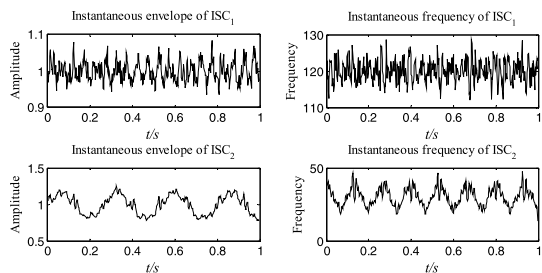 Instantaneous envelope of ISC1
Instantaneous frequency of ISC1
1.1
1
0.9
Amplitude
0 0.2 0.4 0.6 0.8 1
t/s
130
120
110
Frequency
0 0.2 0.4 0.6 0.8 1
t/s
Instantaneous envelope of ISC2
Instantaneous frequency of ISC2
1.5
1
0.5
Amplitude
0 0.2 0.4 0.6 0.8 1
t/s
50
0
Frequency
0 0.2 0.4 0.6 0.8 1
t/s